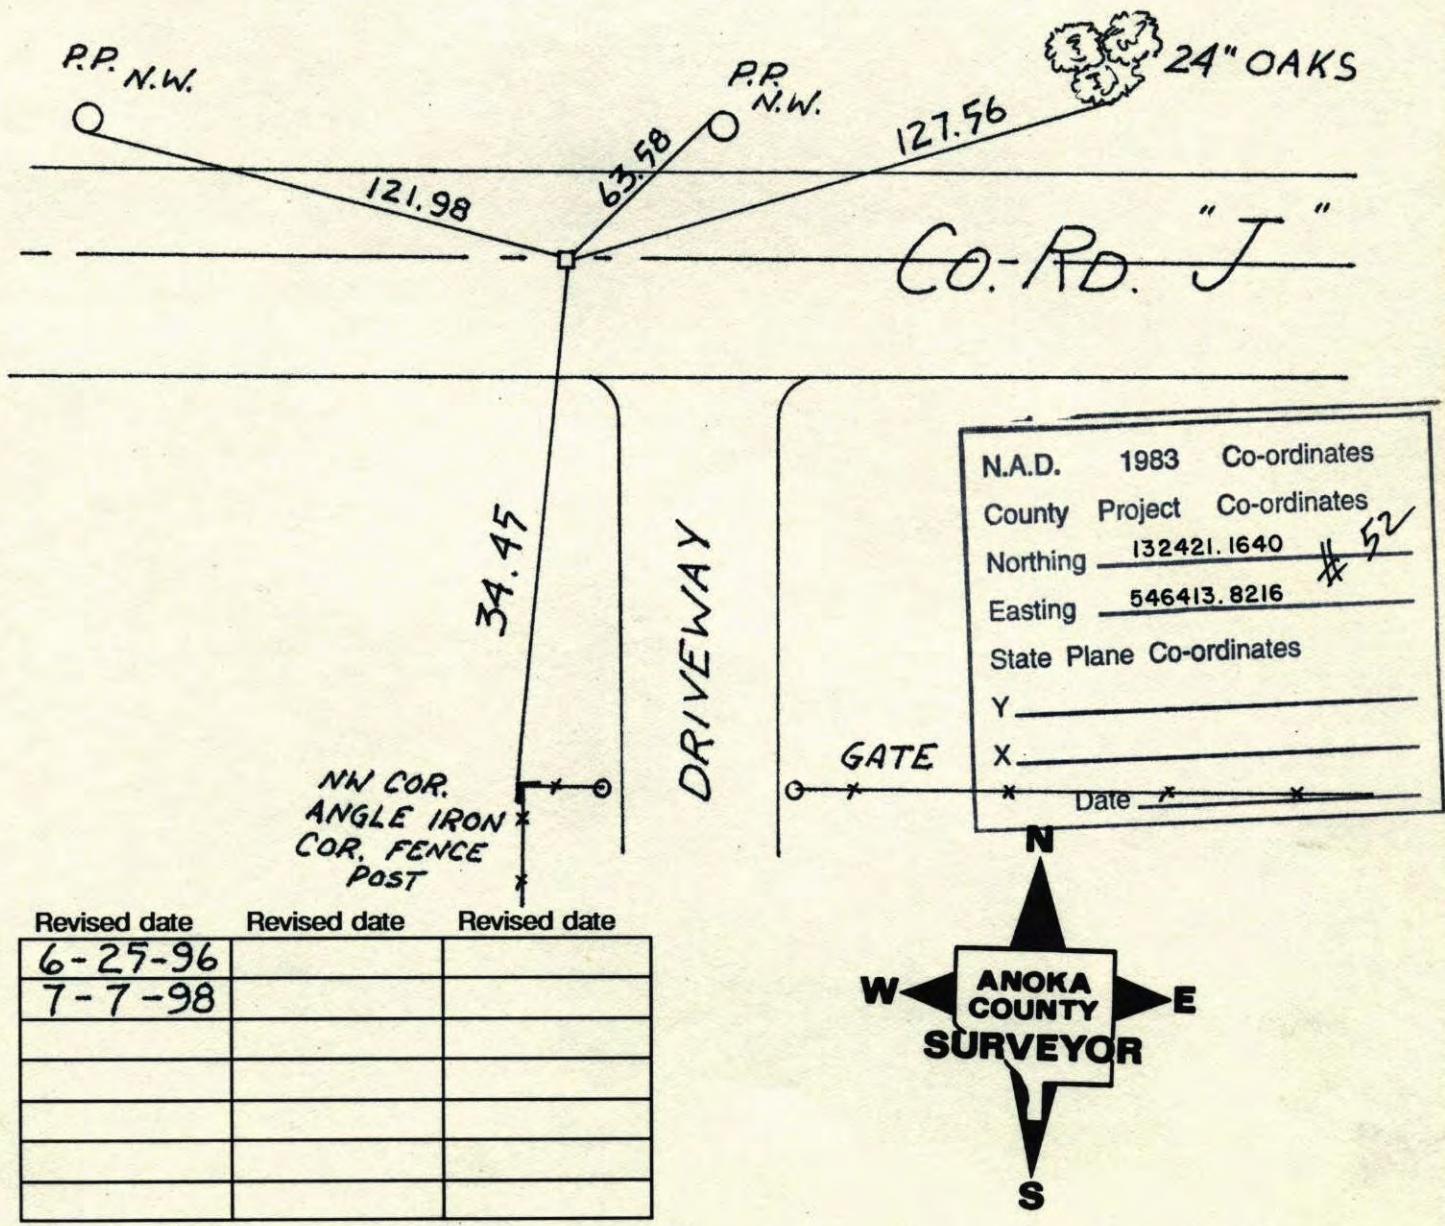 P.P. N.W.
P.P. N.W.
24" OAKS
121.98
63.58
127.56
CO. RD. "J"
34.45
DRIVEWAY
GATE
NW COR.
ANGLE IRON
COR. FENCE
POST
N.A.D. 1983 Co-ordinates
County Project Co-ordinates
Northing 132421.1640
# 52
Easting 546413.8216
State Plane Co-ordinates
Y
X
Date
Revised date Revised date Revised date
6-25-96
7-7-98
N
W
E
ANOKA
COUNTY
SURVEYOR
S